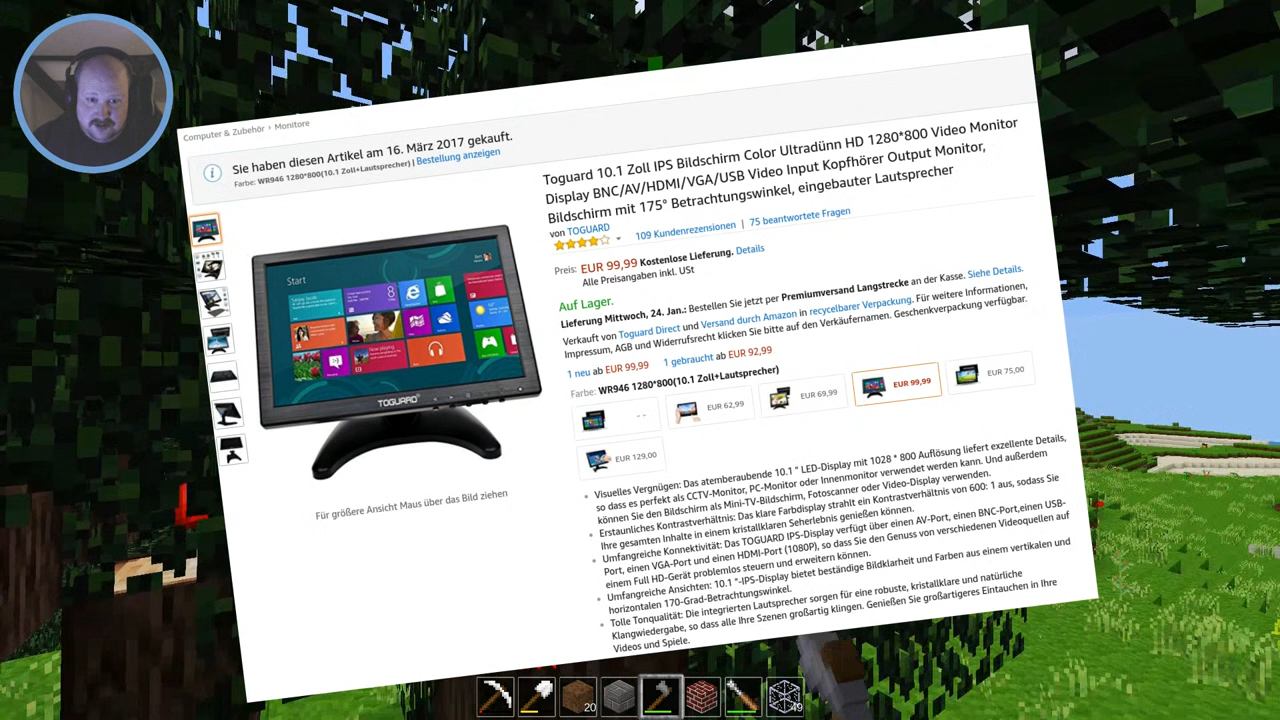 Computer & Zubehör › Monitore
Sie haben diesen Artikel am 16. März 2017 gekauft.
Farbe: WR946 1280*800(10.1 Zoll+Lautsprecher) | Bestellung anzeigen
Toguard 10.1 Zoll IPS Bildschirm Color Ultradünn HD 1280*800 Video Monitor
Display BNC/AV/HDMI/VGA/USB Video Input Kopfhörer Output Monitor,
Bildschirm mit 175° Betrachtungswinkel, eingebauter Lautsprecher
von TOGUARD
109 Kundenrezensionen | 75 beantwortete Fragen
Preis: EUR 99,99 Kostenlose Lieferung. Details
Alle Preisangaben inkl. USt
Auf Lager.
Lieferung Mittwoch, 24. Jan.: Bestellen Sie jetzt per Premiumversand Langstrecke an der Kasse. Siehe Details.
Verkauft von Toguard Direct und Versand durch Amazon in recycelbarer Verpackung. Für weitere Informationen,
Impressum, AGB und Widerrufsrecht klicken Sie bitte auf den Verkäufernamen. Geschenkverpackung verfügbar.
1 neu ab EUR 99,99 1 gebraucht ab EUR 92,99
Farbe: WR946 1280*800(10.1 Zoll+Lautsprecher)
- -
EUR 62,99
EUR 69,99
EUR 99,99
EUR 75,00
EUR 129,00
Start
TOGUARD
Für größere Ansicht Maus über das Bild ziehen
Visuelles Vergnügen: Das atemberaubende 10.1 " LED-Display mit 1028 * 800 Auflösung liefert exzellente Details,
so dass es perfekt als CCTV-Monitor, PC-Monitor oder Innenmonitor verwendet werden kann. Und außerdem
können Sie den Bildschirm als Mini-TV-Bildschirm, Fotoscanner oder Video-Display verwenden.
Erstaunliches Kontrastverhältnis: Das klare Farbdisplay strahlt ein Kontrastverhältnis von 600: 1 aus, sodass Sie
Ihre gesamten Inhalte in einem kristallklaren Seherlebnis genießen können.
Umfangreiche Konnektivität: Das TOGUARD IPS-Display verfügt über einen AV-Port, einen BNC-Port,einen USB-
Port, einen VGA-Port und einen HDMI-Port (1080P), so dass Sie den Genuss von verschiedenen Videoquellen auf
einem Full HD-Gerät problemlos steuern und erweitern können.
Umfangreiche Ansichten: 10.1 "-IPS-Display bietet beständige Bildklarheit und Farben aus einem vertikalen und
horizontalen 170-Grad-Betrachtungswinkel.
Tolle Tonqualität: Die integrierten Lautsprecher sorgen für eine robuste, kristallklare und natürliche
Klangwiedergabe, so dass alle Ihre Szenen großartig klingen. Genießen Sie großartigeres Eintauchen in Ihre
Videos und Spiele.
20
49